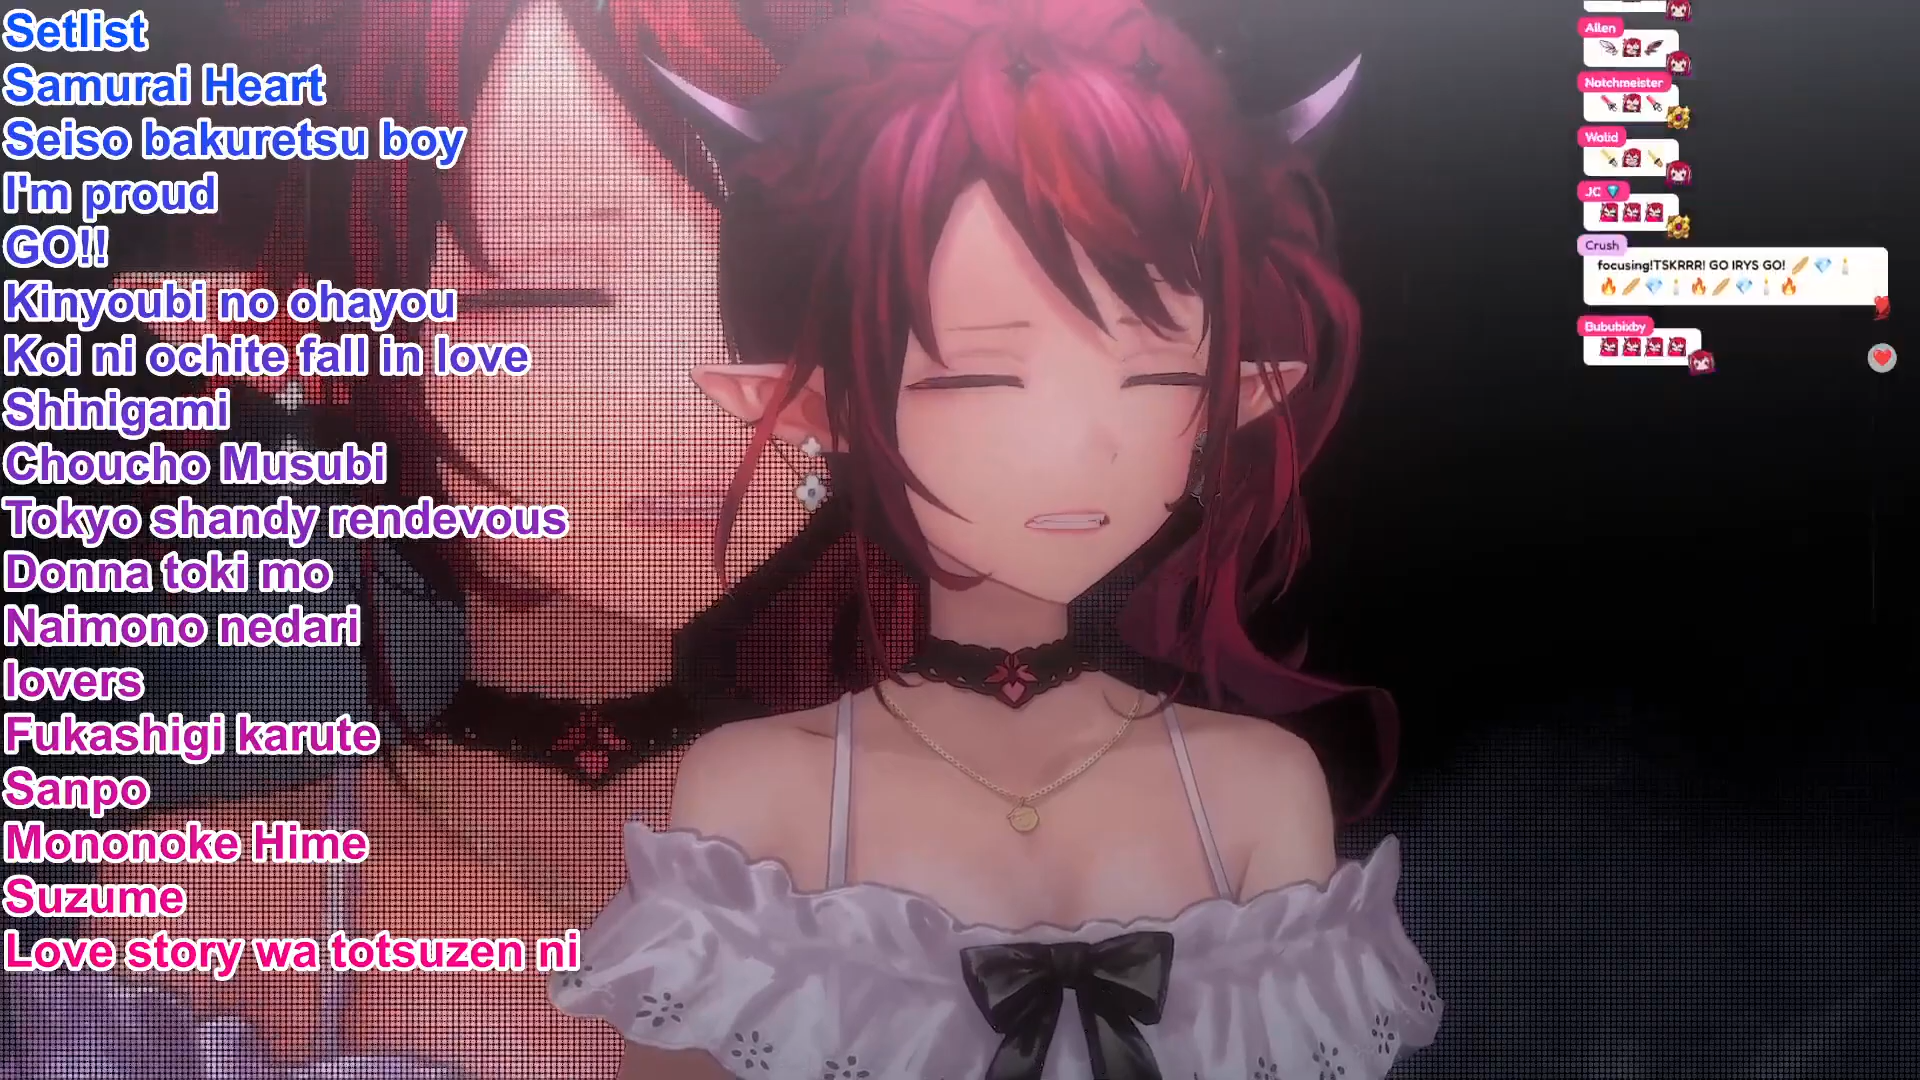 Setlist
Samurai Heart
Seiso bakuretsu boy
I'm proud
GO!!
Kinyoubi no ohayou
Koi ni ochite fall in love
Shinigami
Choucho Musubi
Tokyo shandy rendevous
Donna toki mo
Naimono nedari
lovers
Fukashigi karute
Sanpo
Mononoke Hime
Suzume
Love story wa totsuzen ni
Allen
Notchmeister
Walid
JC
Crush
focusing!TSKRRR! GO IRYS GO!
Bububixby